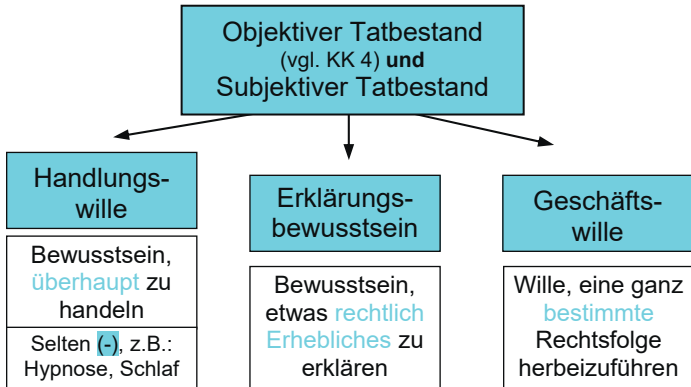 Objektiver Tatbestand
(vgl. KK 4) und
Subjektiver Tatbestand
Handlungs-
wille
Bewusstsein,
überhaupt zu
handeln
Selten (-), z.B.:
Hypnose, Schlaf
Erklärungs-
bewusstsein
Bewusstsein,
etwas rechtlich
Erhebliches zu
erklären
Geschäfts-
wille
Wille, eine ganz
bestimmte
Rechtsfolge
herbeizuführen